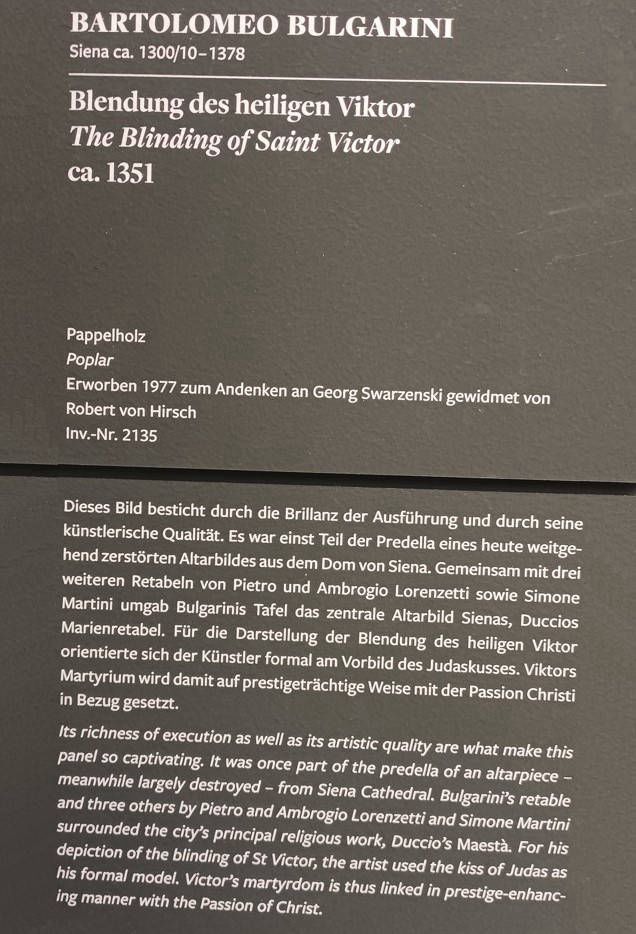 BARTOLOMEO BULGARINI
Siena ca. 1300/10–1378
Blendung des heiligen Viktor
The Blinding of Saint Victor
ca. 1351
Pappelholz
Poplar
Erworben 1977 zum Andenken an Georg Swarzenski gewidmet von
Robert von Hirsch
Inv.-Nr. 2135
Dieses Bild besticht durch die Brillanz der Ausführung und durch seine
künstlerische Qualität. Es war einst Teil der Predella eines heute weitge-
hend zerstörten Altarbildes aus dem Dom von Siena. Gemeinsam mit drei
weiteren Retabeln von Pietro und Ambrogio Lorenzetti sowie Simone
Martini umgab Bulgarinis Tafel das zentrale Altarbild Sienas, Duccios
Marienretabel. Für die Darstellung der Blendung des heiligen Viktor
orientierte sich der Künstler formal am Vorbild des Judaskusses. Viktors
Martyrium wird damit auf prestigeträchtige Weise mit der Passion Christi
in Bezug gesetzt.
Its richness of execution as well as its artistic quality are what make this
panel so captivating. It was once part of the predella of an altarpiece –
meanwhile largely destroyed – from Siena Cathedral. Bulgarini's retable
and three others by Pietro and Ambrogio Lorenzetti and Simone Martini
surrounded the city's principal religious work, Duccio's Maestà. For his
depiction of the blinding of St Victor, the artist used the kiss of Judas as
his formal model. Victor's martyrdom is thus linked in prestige-enhanc-
ing manner with the Passion of Christ.